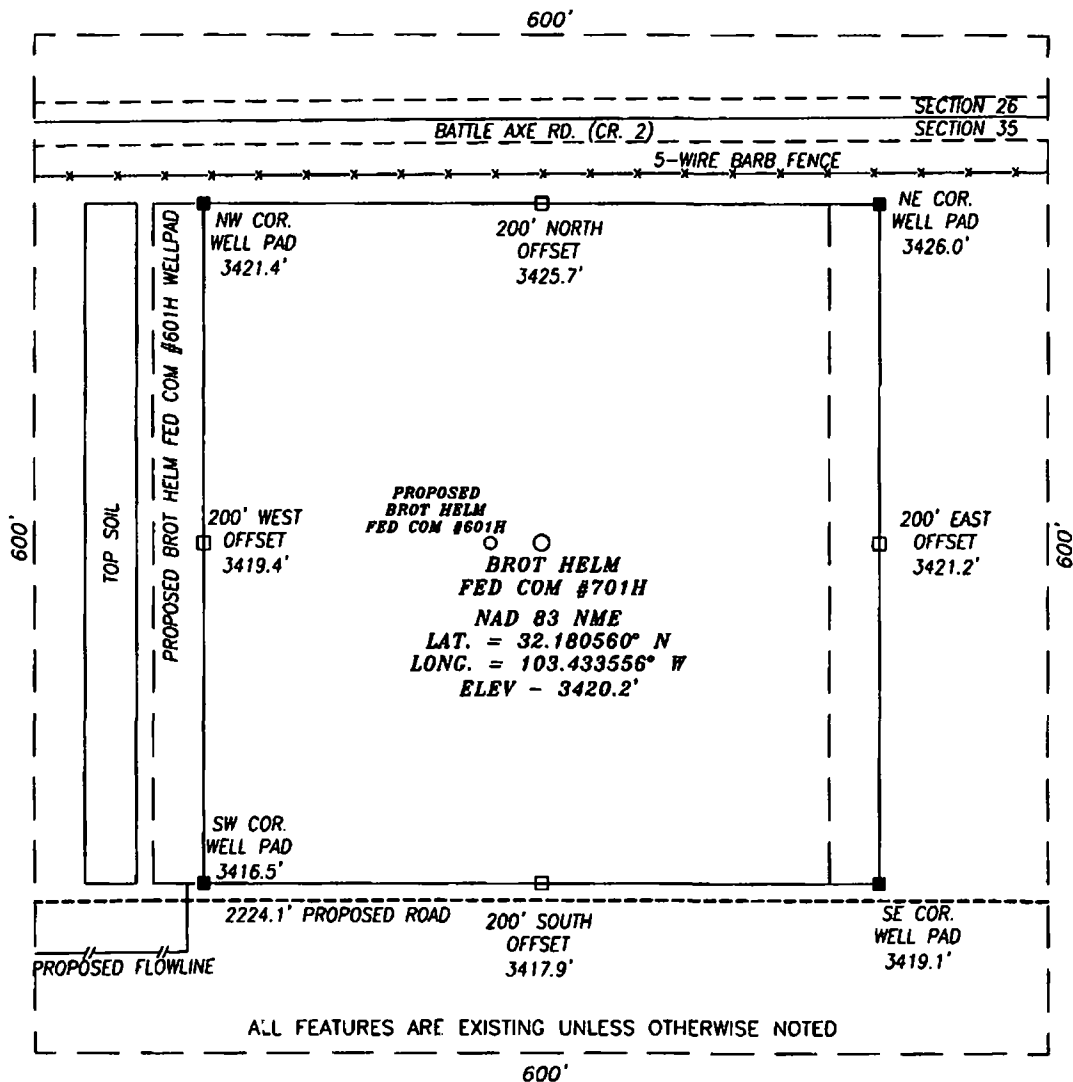 600'
SECTION 26
BATTLE AXE RD. (CR. 2)
SECTION 35
5-WIRE BARB FENCE
NW COR.
WELL PAD
3421.4'
200' NORTH
OFFSET
3425.7'
NE COR.
WELL PAD
3426.0'
600'
TOP SOIL
PROPOSED BROT HELM FED COM #601H WELLPAD
200' WEST
OFFSET
3419.4'
PROPOSED
BROT HELM
FED COM #601H
BROT HELM
FED COM #701H
NAD 83 NME
LAT. = 32.180560° N
LONG. = 103.433556° W
ELEV - 3420.2'
200' EAST
OFFSET
3421.2'
600'
SW COR.
WELL PAD
3416.5'
2224.1' PROPOSED ROAD
200' SOUTH
OFFSET
3417.9'
SE COR.
WELL PAD
3419.1'
PROPOSED FLOWLINE
ALL FEATURES ARE EXISTING UNLESS OTHERWISE NOTED
600'